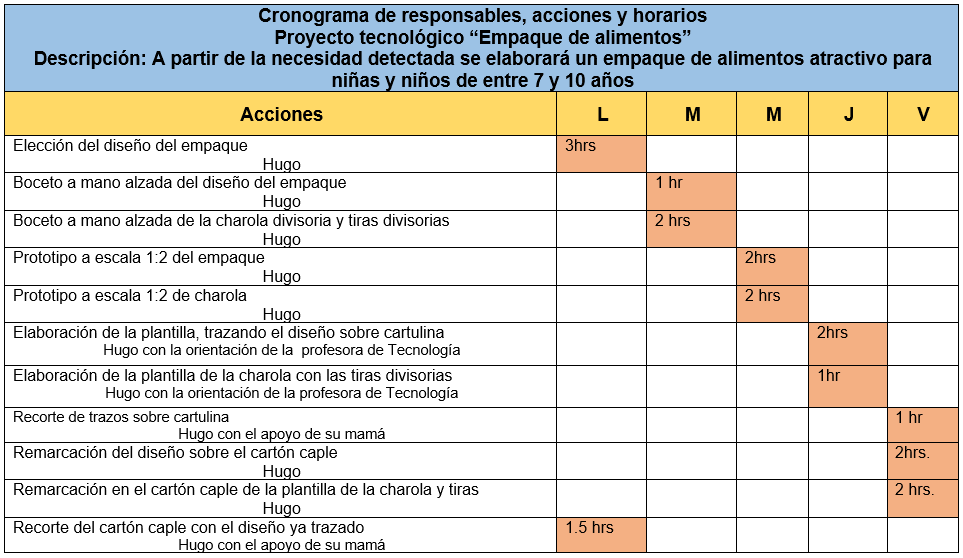 Cronograma de responsables, acciones y horarios
Proyecto tecnológico “Empaque de alimentos”
Descripción: A partir de la necesidad detectada se elaborará un empaque de alimentos atractivo para
niñas y niños de entre 7 y 10 años
Acciones L M M J V
Elección del diseño del empaque 3hrs
Hugo
Boceto a mano alzada del diseño del empaque 1 hr
Hugo
Boceto a mano alzada de la charola divisoria y tiras divisorias 2 hrs
Hugo
Prototipo a escala 1:2 del empaque 2hrs
Hugo
Prototipo a escala 1:2 de charola 2 hrs
Hugo
Elaboración de la plantilla, trazando el diseño sobre cartulina 2hrs
Hugo con la orientación de la profesora de Tecnología
Elaboración de la plantilla de la charola con las tiras divisorias 1hr
Hugo con la orientación de la profesora de Tecnología
Recorte de trazos sobre cartulina 1 hr
Hugo con el apoyo de su mamá
Remarcación del diseño sobre el cartón caple 2hrs.
Hugo
Remarcación en el cartón caple de la plantilla de la charola y tiras 2 hrs.
Hugo
Recorte del cartón caple con el diseño ya trazado 1.5 hrs
Hugo con el apoyo de su mamá